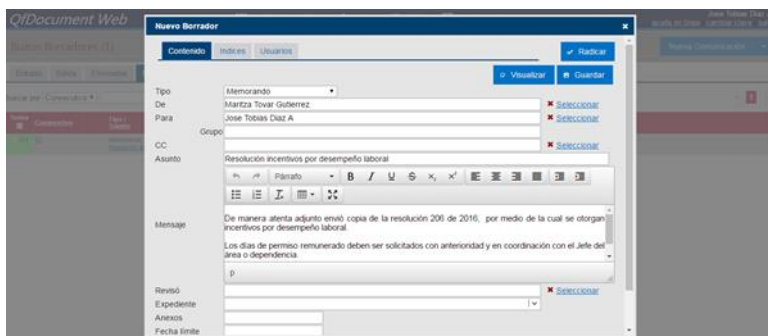 QfDocument Web
Nuevo Borrador
Contenido Indices Usuarios
Radicar
Visualizar Guardar
Tipo Memorando
De Maritza Tovar Gutierrez Seleccionar
Para Jose Tobias Diaz A Seleccionar
Grupo
CC Seleccionar
Asunto Resolución incentivos por desempeño laboral
Párrafo B I U S x, x'
Mensaje
De manera atenta adjunto envió copia de la resolución 206 de 2016, por medio de la cual se otorgan
incentivos por desempeño laboral.
Los días de permiso remunerado deben ser solicitados con anterioridad y en coordinación con el Jefe del
área o dependencia.
p
Revisó Seleccionar
Expediente
Anexos
Fecha límite